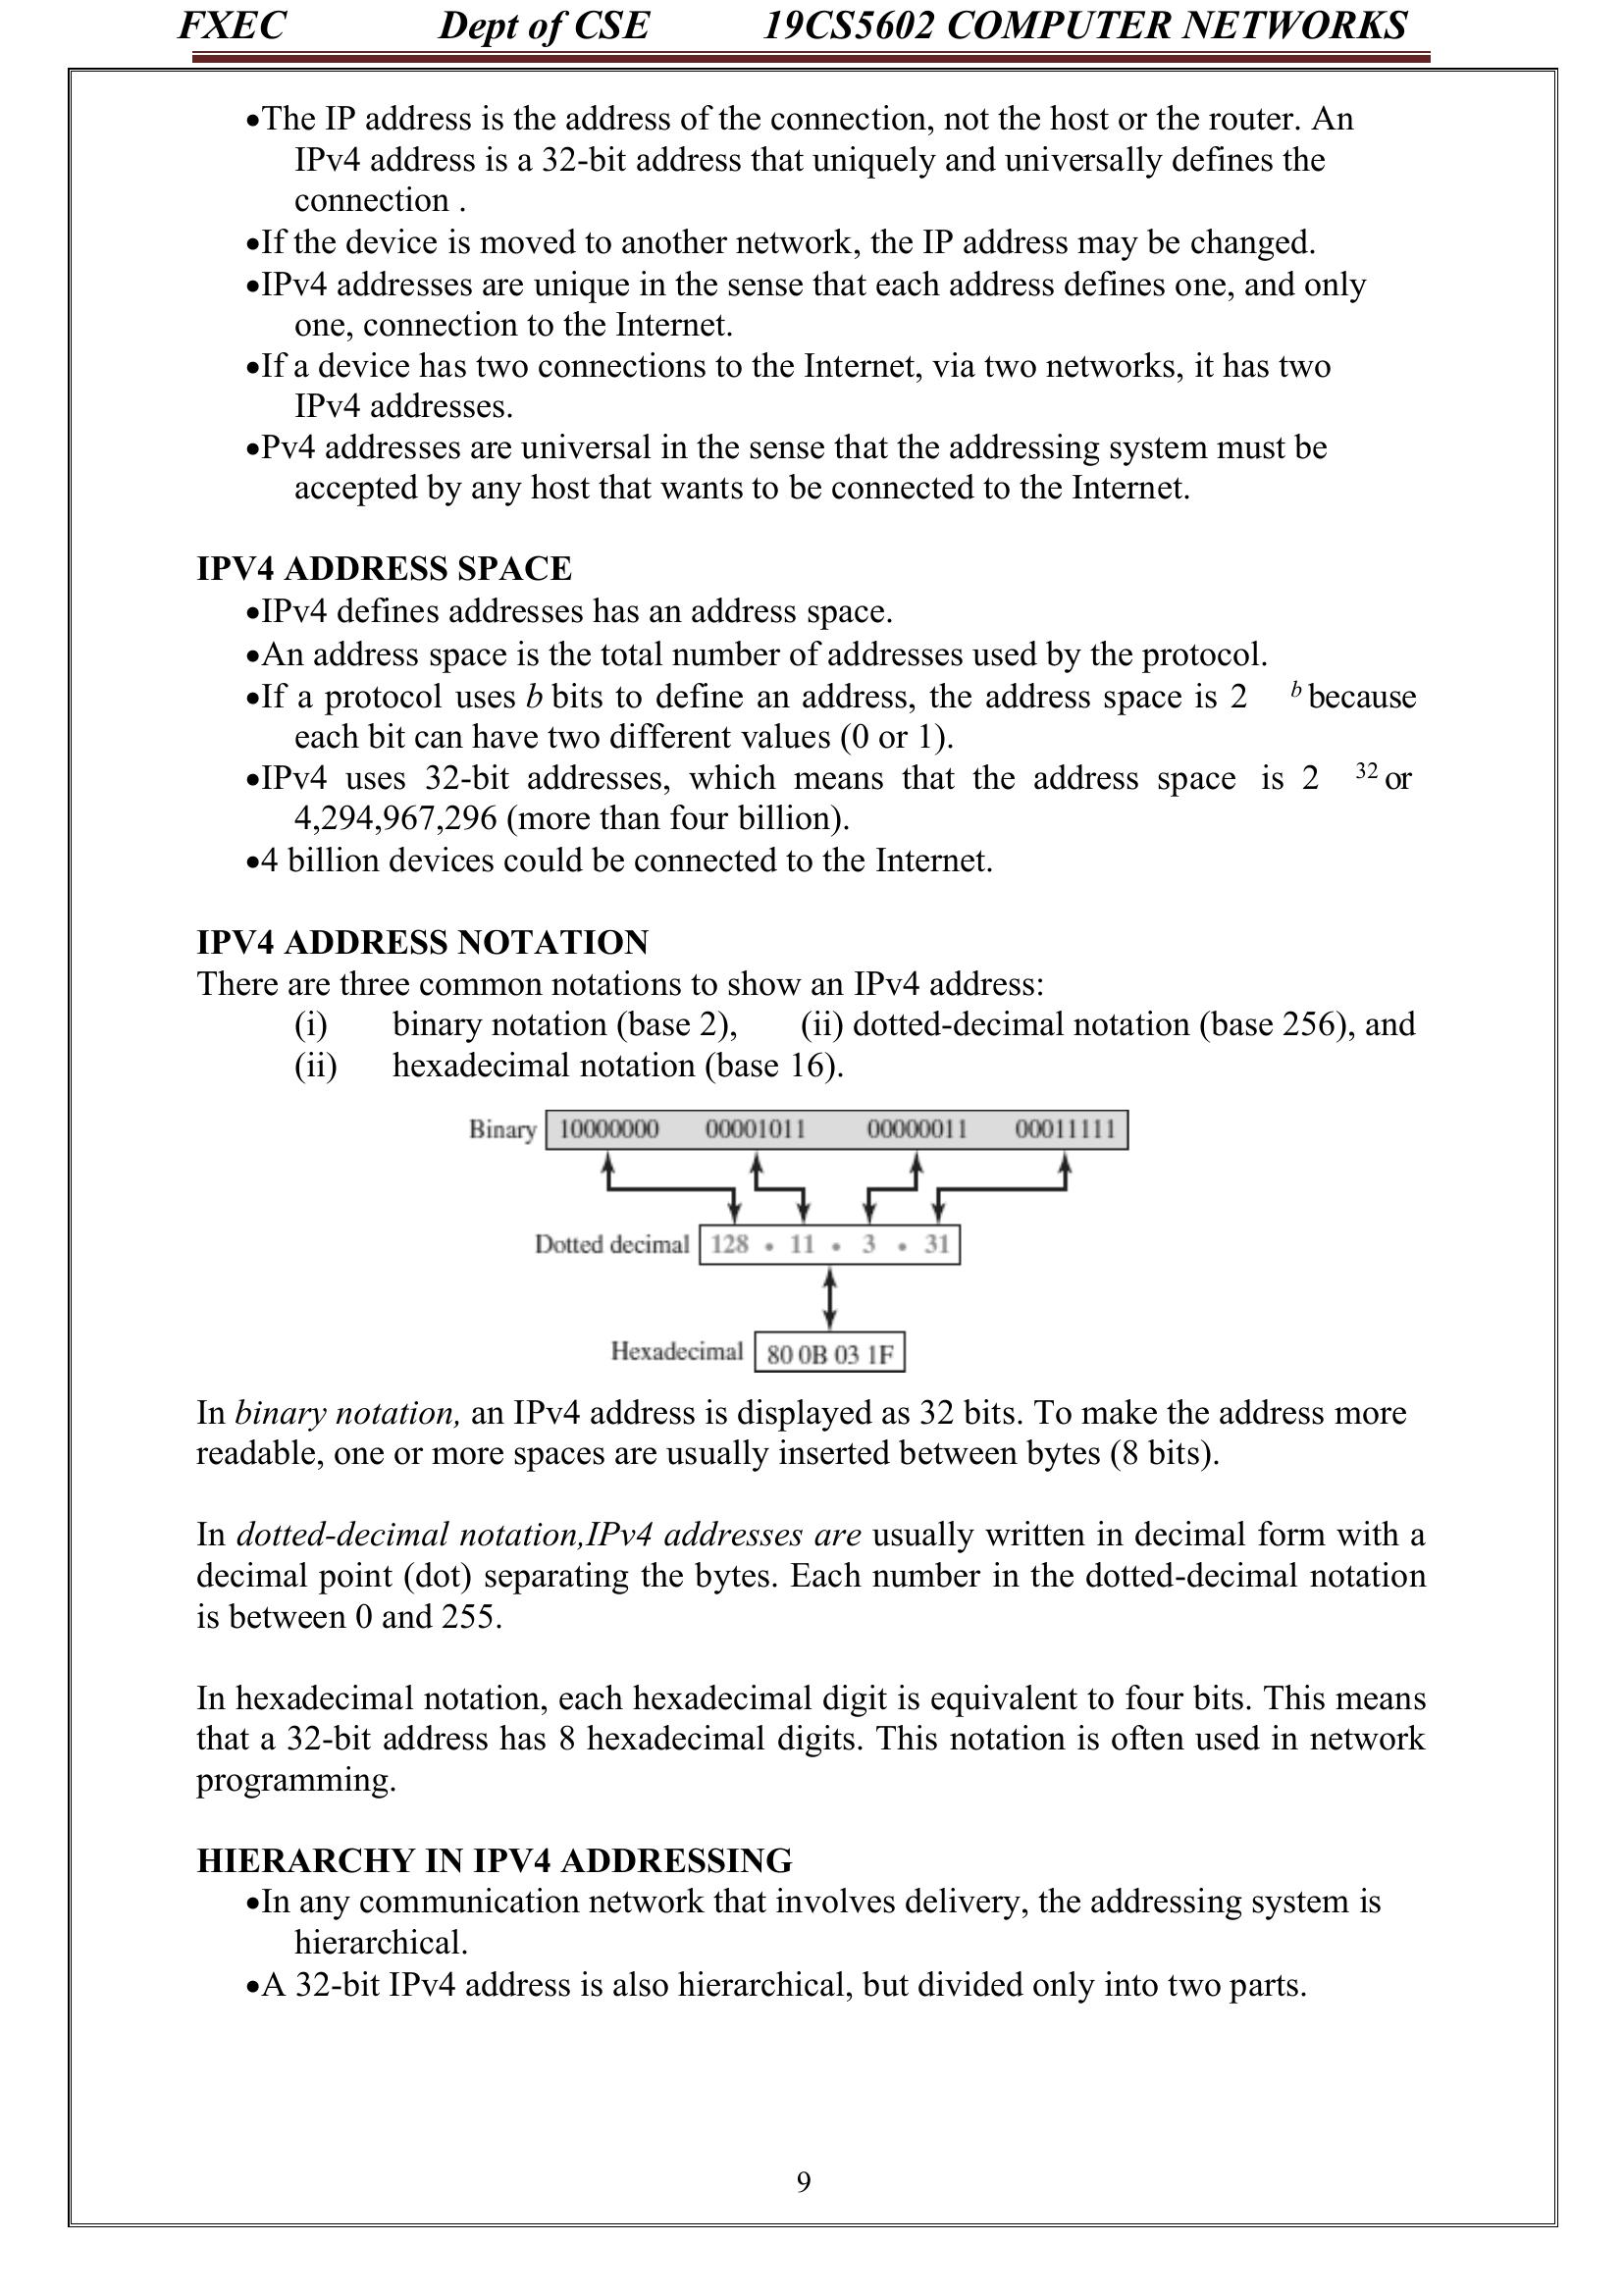 FXEC Dept of CSE 19CS5602 COMPUTER NETWORKS
•The IP address is the address of the connection, not the host or the router. An
IPv4 address is a 32-bit address that uniquely and universally defines the
connection .
•If the device is moved to another network, the IP address may be changed.
•IPv4 addresses are unique in the sense that each address defines one, and only
one, connection to the Internet.
•If a device has two connections to the Internet, via two networks, it has two
IPv4 addresses.
•Pv4 addresses are universal in the sense that the addressing system must be
accepted by any host that wants to be connected to the Internet.
IPV4 ADDRESS SPACE
•IPv4 defines addresses has an address space.
•An address space is the total number of addresses used by the protocol.
•If a protocol uses b bits to define an address, the address space is 2 b because
each bit can have two different values (0 or 1).
•IPv4 uses 32-bit addresses, which means that the address space is 2 32 or
4,294,967,296 (more than four billion).
•4 billion devices could be connected to the Internet.
IPV4 ADDRESS NOTATION
There are three common notations to show an IPv4 address:
(i) binary notation (base 2), (ii) dotted-decimal notation (base 256), and
(ii) hexadecimal notation (base 16).
Binary 10000000 00001011 00000011 00011111
Dotted decimal 128 • 11 • 3 • 31
Hexadecimal 80 0B 03 1F
In binary notation, an IPv4 address is displayed as 32 bits. To make the address more
readable, one or more spaces are usually inserted between bytes (8 bits).
In dotted-decimal notation,IPv4 addresses are usually written in decimal form with a
decimal point (dot) separating the bytes. Each number in the dotted-decimal notation
is between 0 and 255.
In hexadecimal notation, each hexadecimal digit is equivalent to four bits. This means
that a 32-bit address has 8 hexadecimal digits. This notation is often used in network
programming.
HIERARCHY IN IPV4 ADDRESSING
•In any communication network that involves delivery, the addressing system is
hierarchical.
•A 32-bit IPv4 address is also hierarchical, but divided only into two parts.
9